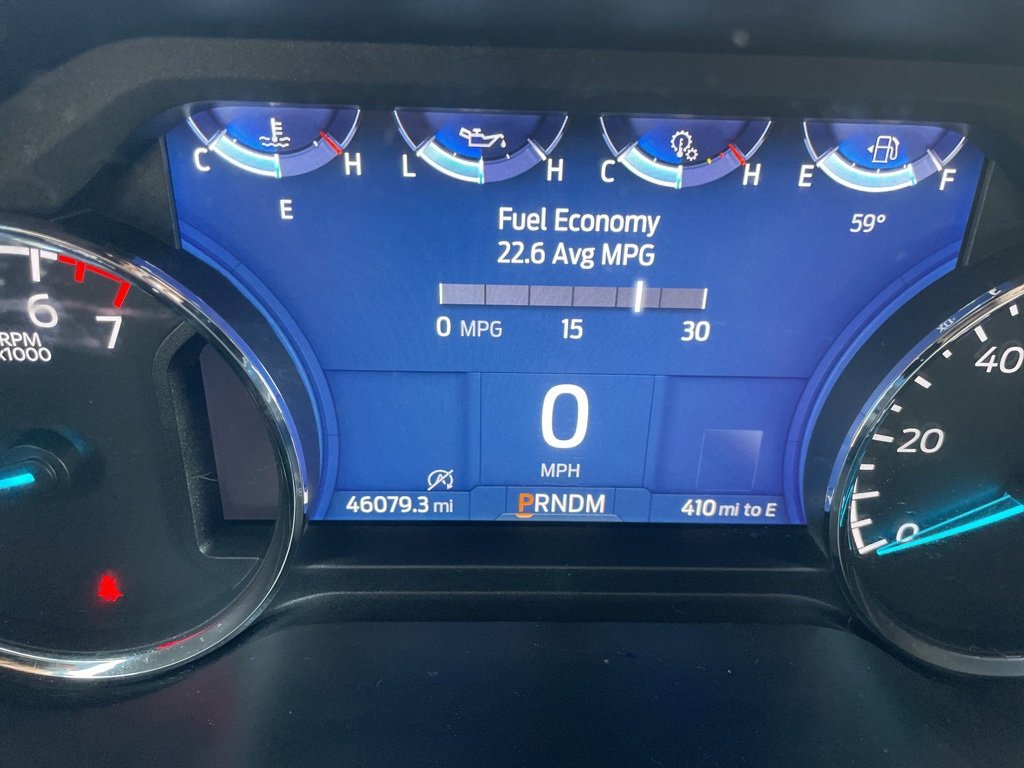 C H L H C H E F
E 59°
Fuel Economy
22.6 Avg MPG
0 MPG 15 30
6
7
RPM
x1000
40
20
0
0
MPH
46079.3 mi PRNDM 410 mi to E